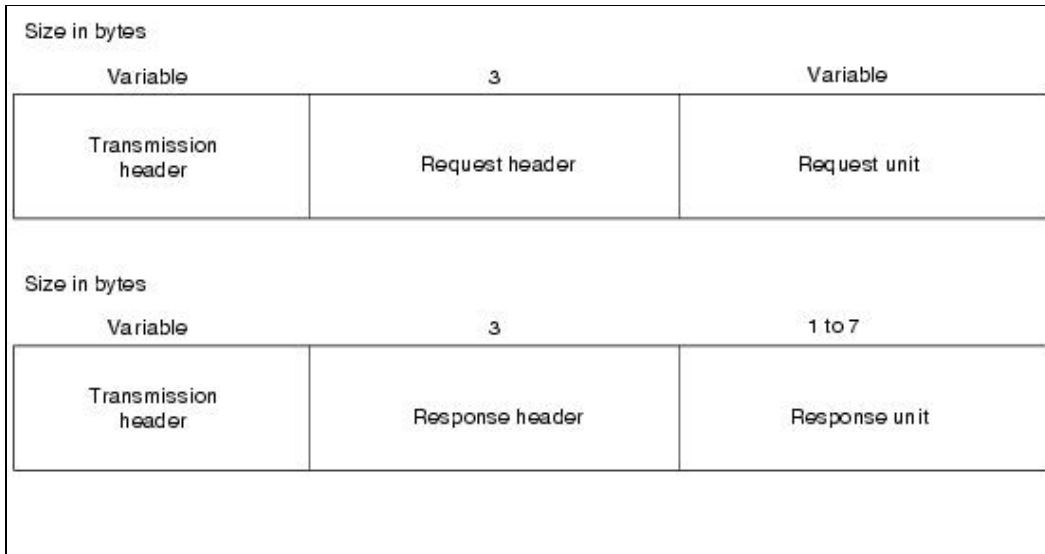 Size in bytes
Variable 3 Variable
Transmission
header
Request header
Request unit
Size in bytes
Variable 3 1 to 7
Transmission
header
Response header
Response unit